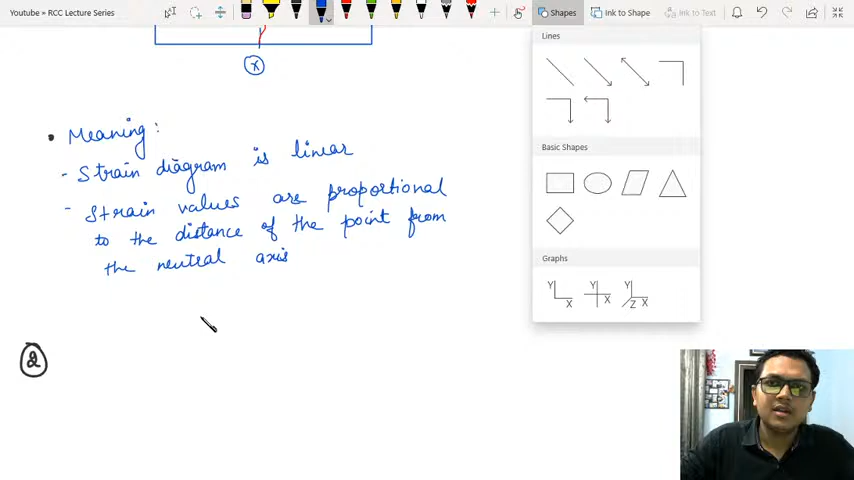 Youtube > RCC Lecture Series
Shapes
Ink to Shape
Ink to Text
Lines
x
• Meaning:
- Strain diagram is linear
- Strain values are proportional
to the distance of the point from
the neutral axis
Basic Shapes
Graphs
Y X
Y X
Y Z X
2